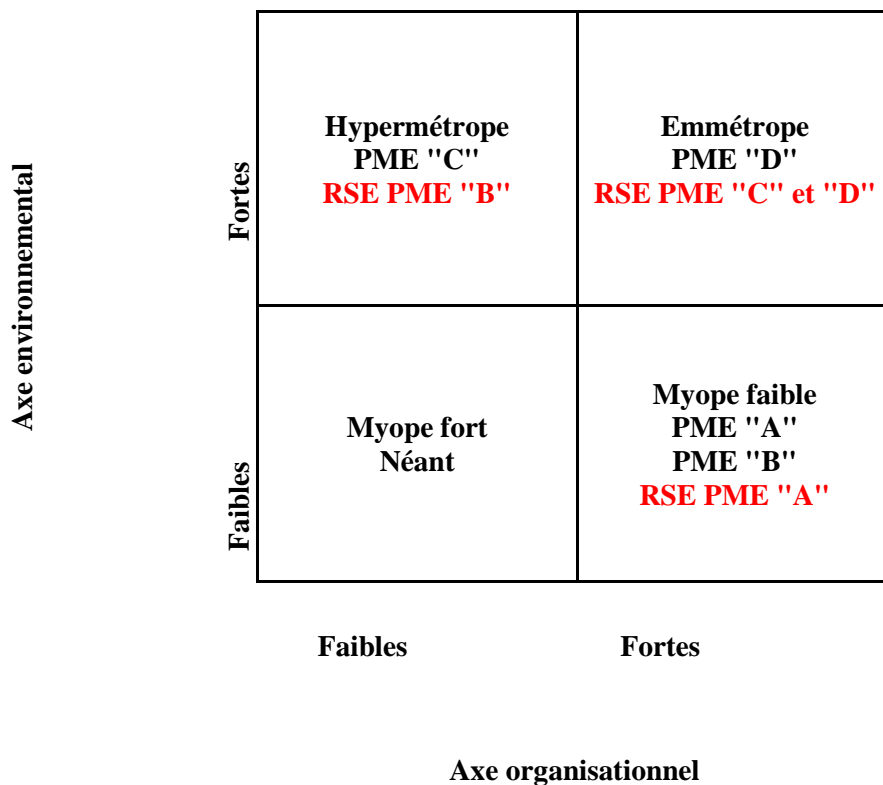 Axe environnemental
Fortes
Hypermétrope
PME "C"
RSE PME "B"
Emmétrope
PME "D"
RSE PME "C" et "D"
Faibles
Myope fort
Néant
Myope faible
PME "A"
PME "B"
RSE PME "A"
Faibles
Fortes
Axe organisationnel